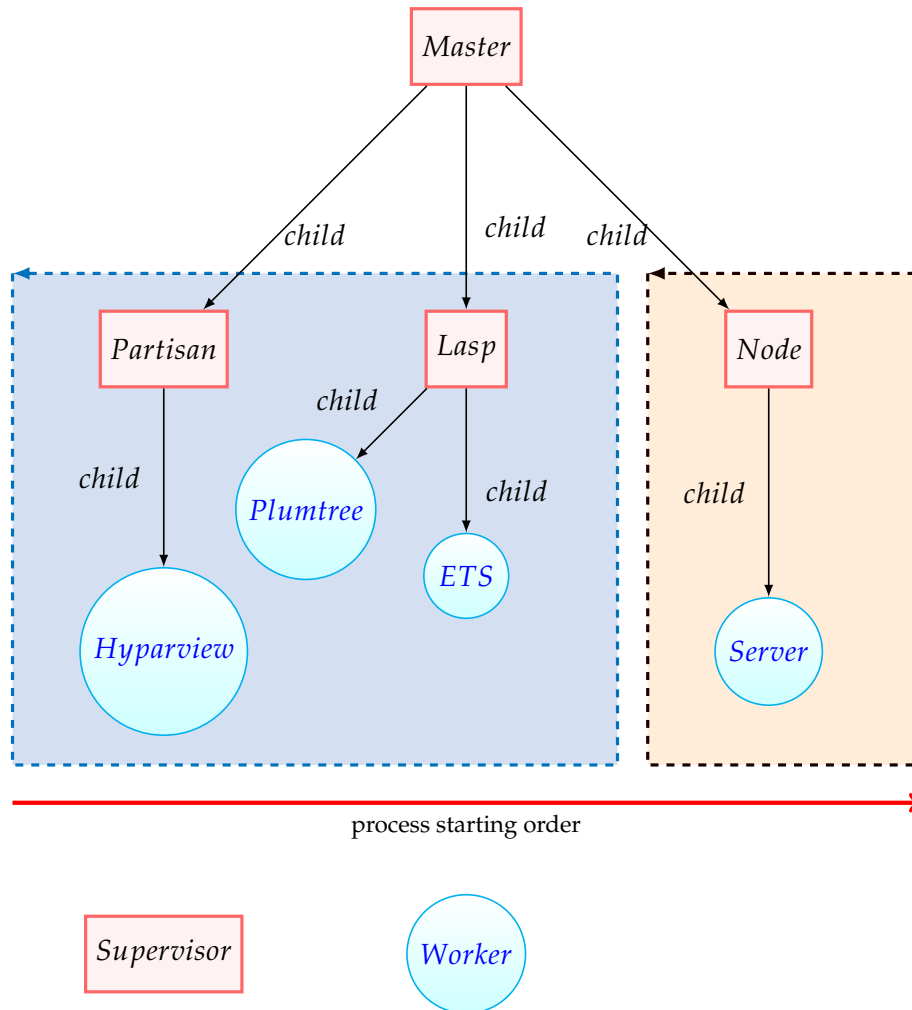 Master
child
child
child
Partisan
Lasp
Node
child
child
child
child
Plumtree
ETS
Hyparview
Server
process starting order
Supervisor
Worker